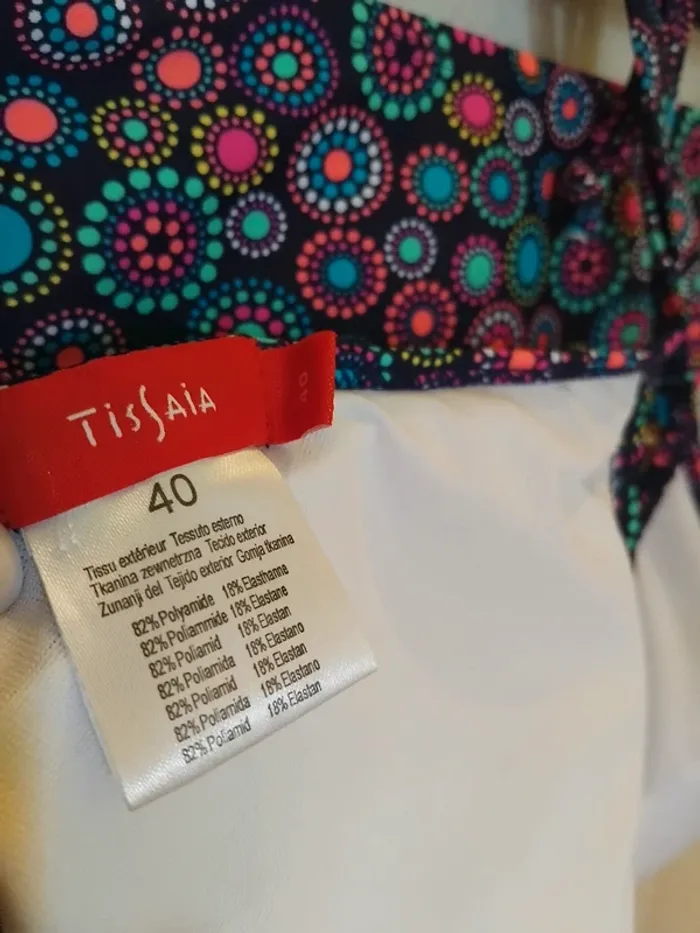 TiSSAiA
40
40
Tissu extérieur Tessuto esterno
Tkanina zewnetrzna Tecido exterior
Zunanji del Tejido exterior Gornja tkanina
82% Polyamide 18% Elasthanne
82% Poliammide 18% Elastane
82% Poliamid 18% Elastan
82% Poliamida 18% Elastano
82% Poliamid 18% Elastan
82% Poliamida 18% Elastano
82% Poliamid 18% Elastan